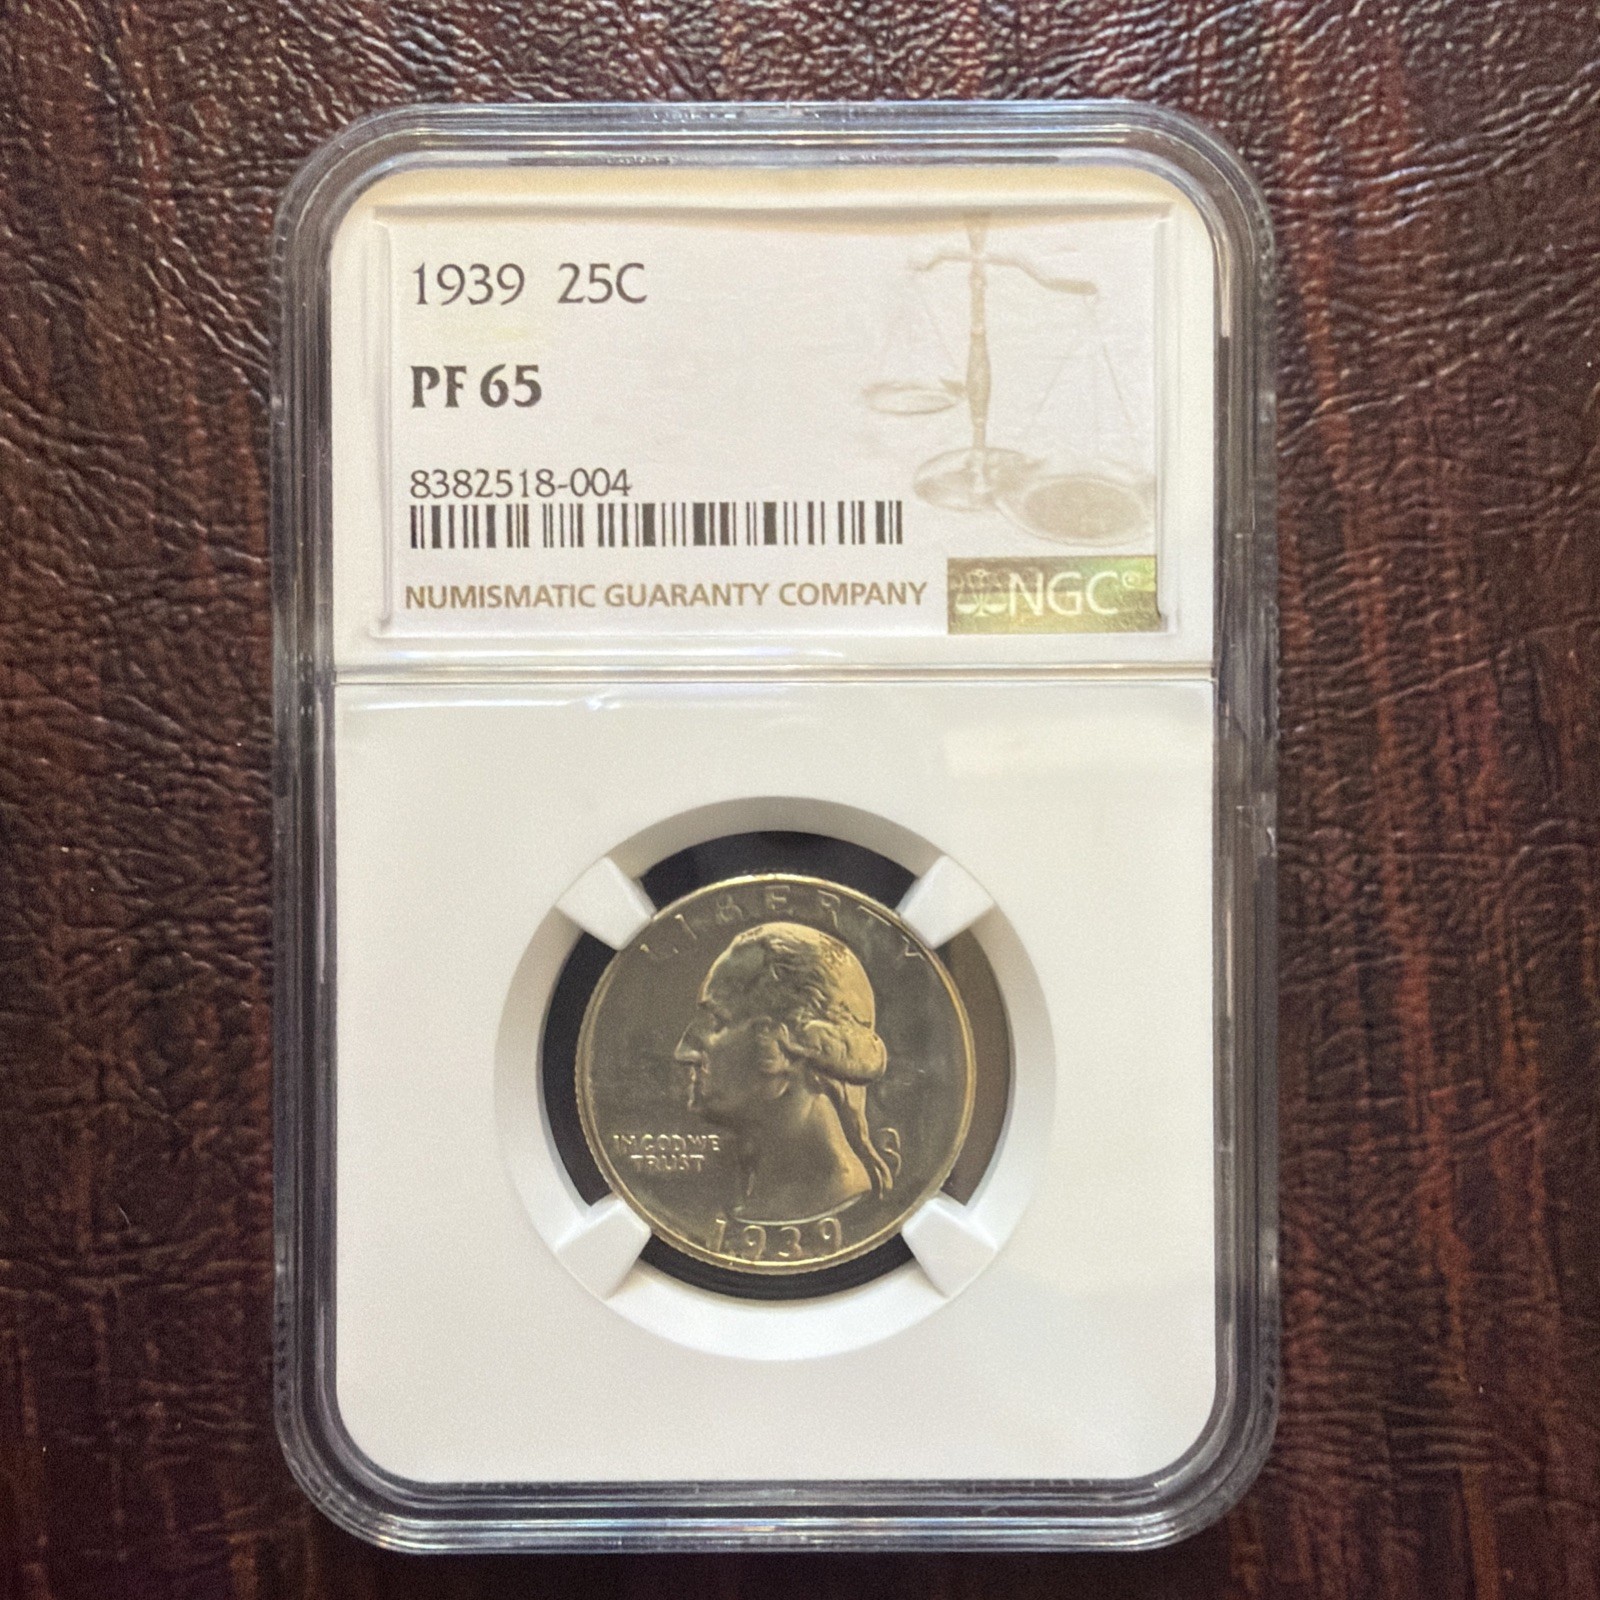 1939 25C
PF 65
8382518-004
NUMISMATIC GUARANTY COMPANY
NGC®
LIBERTY
IN GOD WE
TRUST
1939